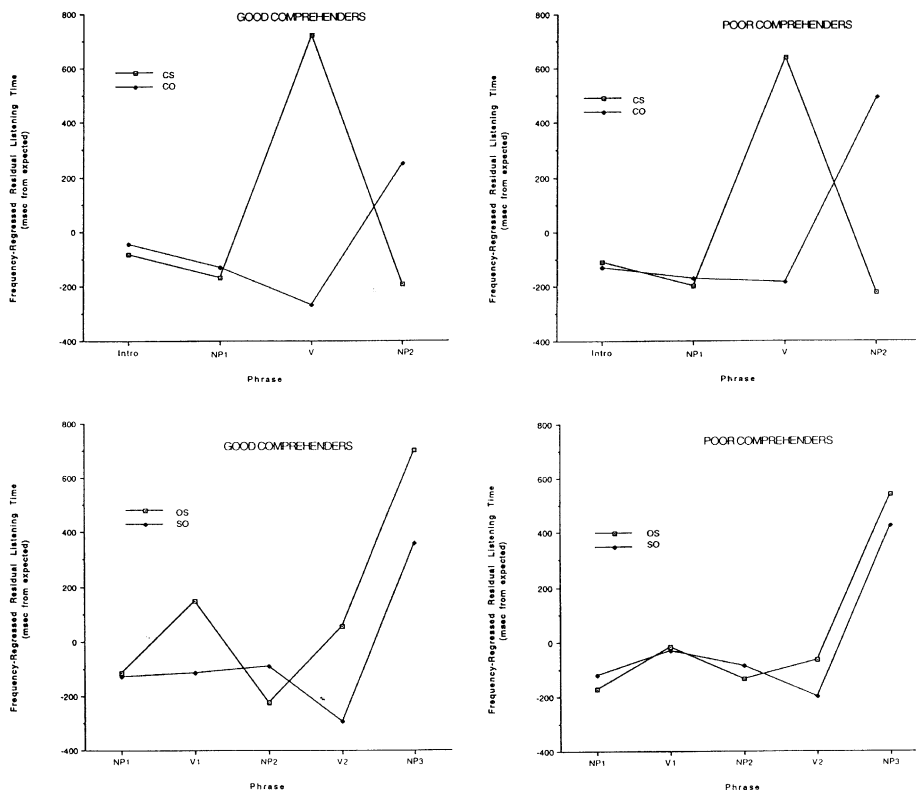 GOOD COMPREHENDERS
800
600
400
200
0
-200
-400
CS
CO
Frequency-Regressed Residual Listening Time
(msec from expected)
Intro NP1 V NP2
Phrase
POOR COMPREHENDERS
800
600
400
200
0
-200
-400
CS
CO
Frequency-Regressed Residual Listening Time
(msec from expected)
Intro NP1 V NP2
Phrase
GOOD COMPREHENDERS
800
600
400
200
0
-200
-400
OS
SO
Frequency-Regressed Residual Listening Time
(msec from expected)
NP1 V1 NP2 V2 NP3
Phrase
POOR COMPREHENDERS
800
600
400
200
0
-200
-400
OS
SO
Frequency-Regressed Residual Listening Time
(msec from expected)
NP1 V1 NP2 V2 NP3
Phrase